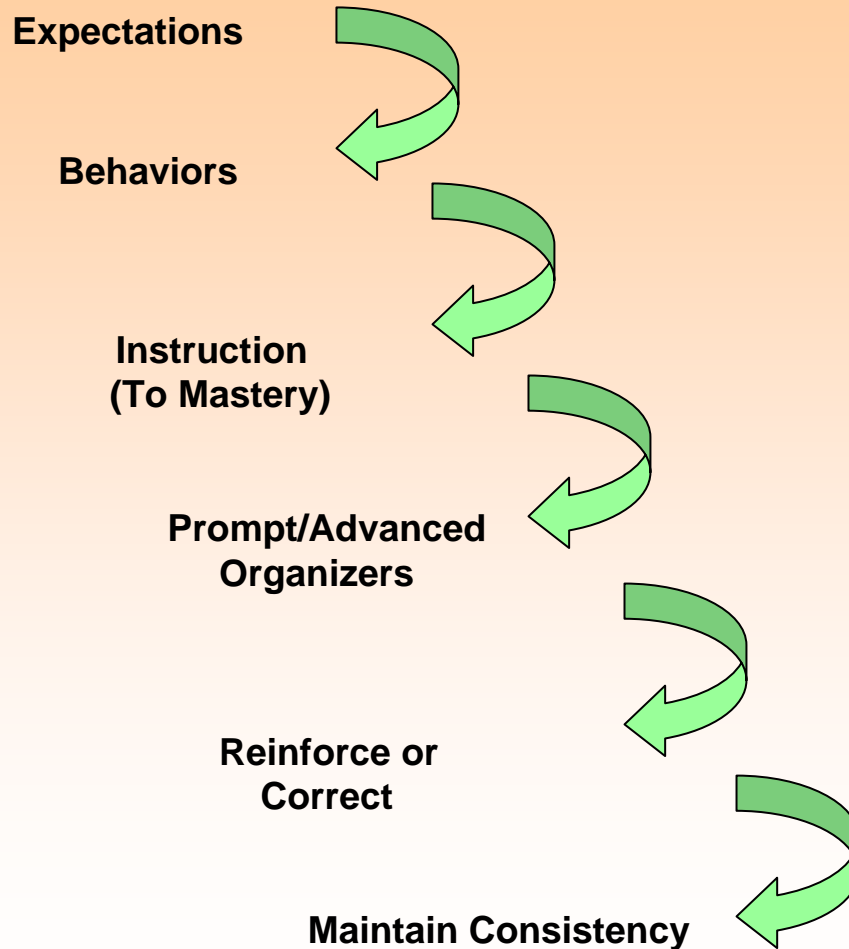 Expectations
Behaviors
Instruction
(To Mastery)
Prompt/Advanced
Organizers
Reinforce or
Correct
Maintain Consistency